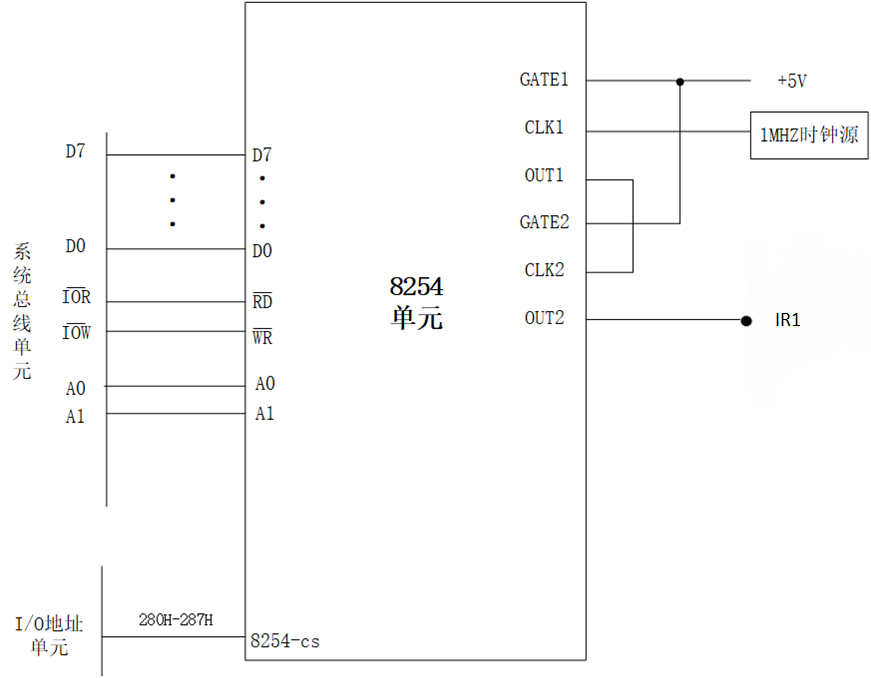 GATE1
+5V
CLK1
1MHZ时钟源
OUT1
GATE2
CLK2
OUT2
IR1
8254
单元
系统总线单元
D7
D7
D0
D0
IOR
RD
IOW
WR
A0
A0
A1
A1
I/O地址
单元
280H-287H
8254-cs